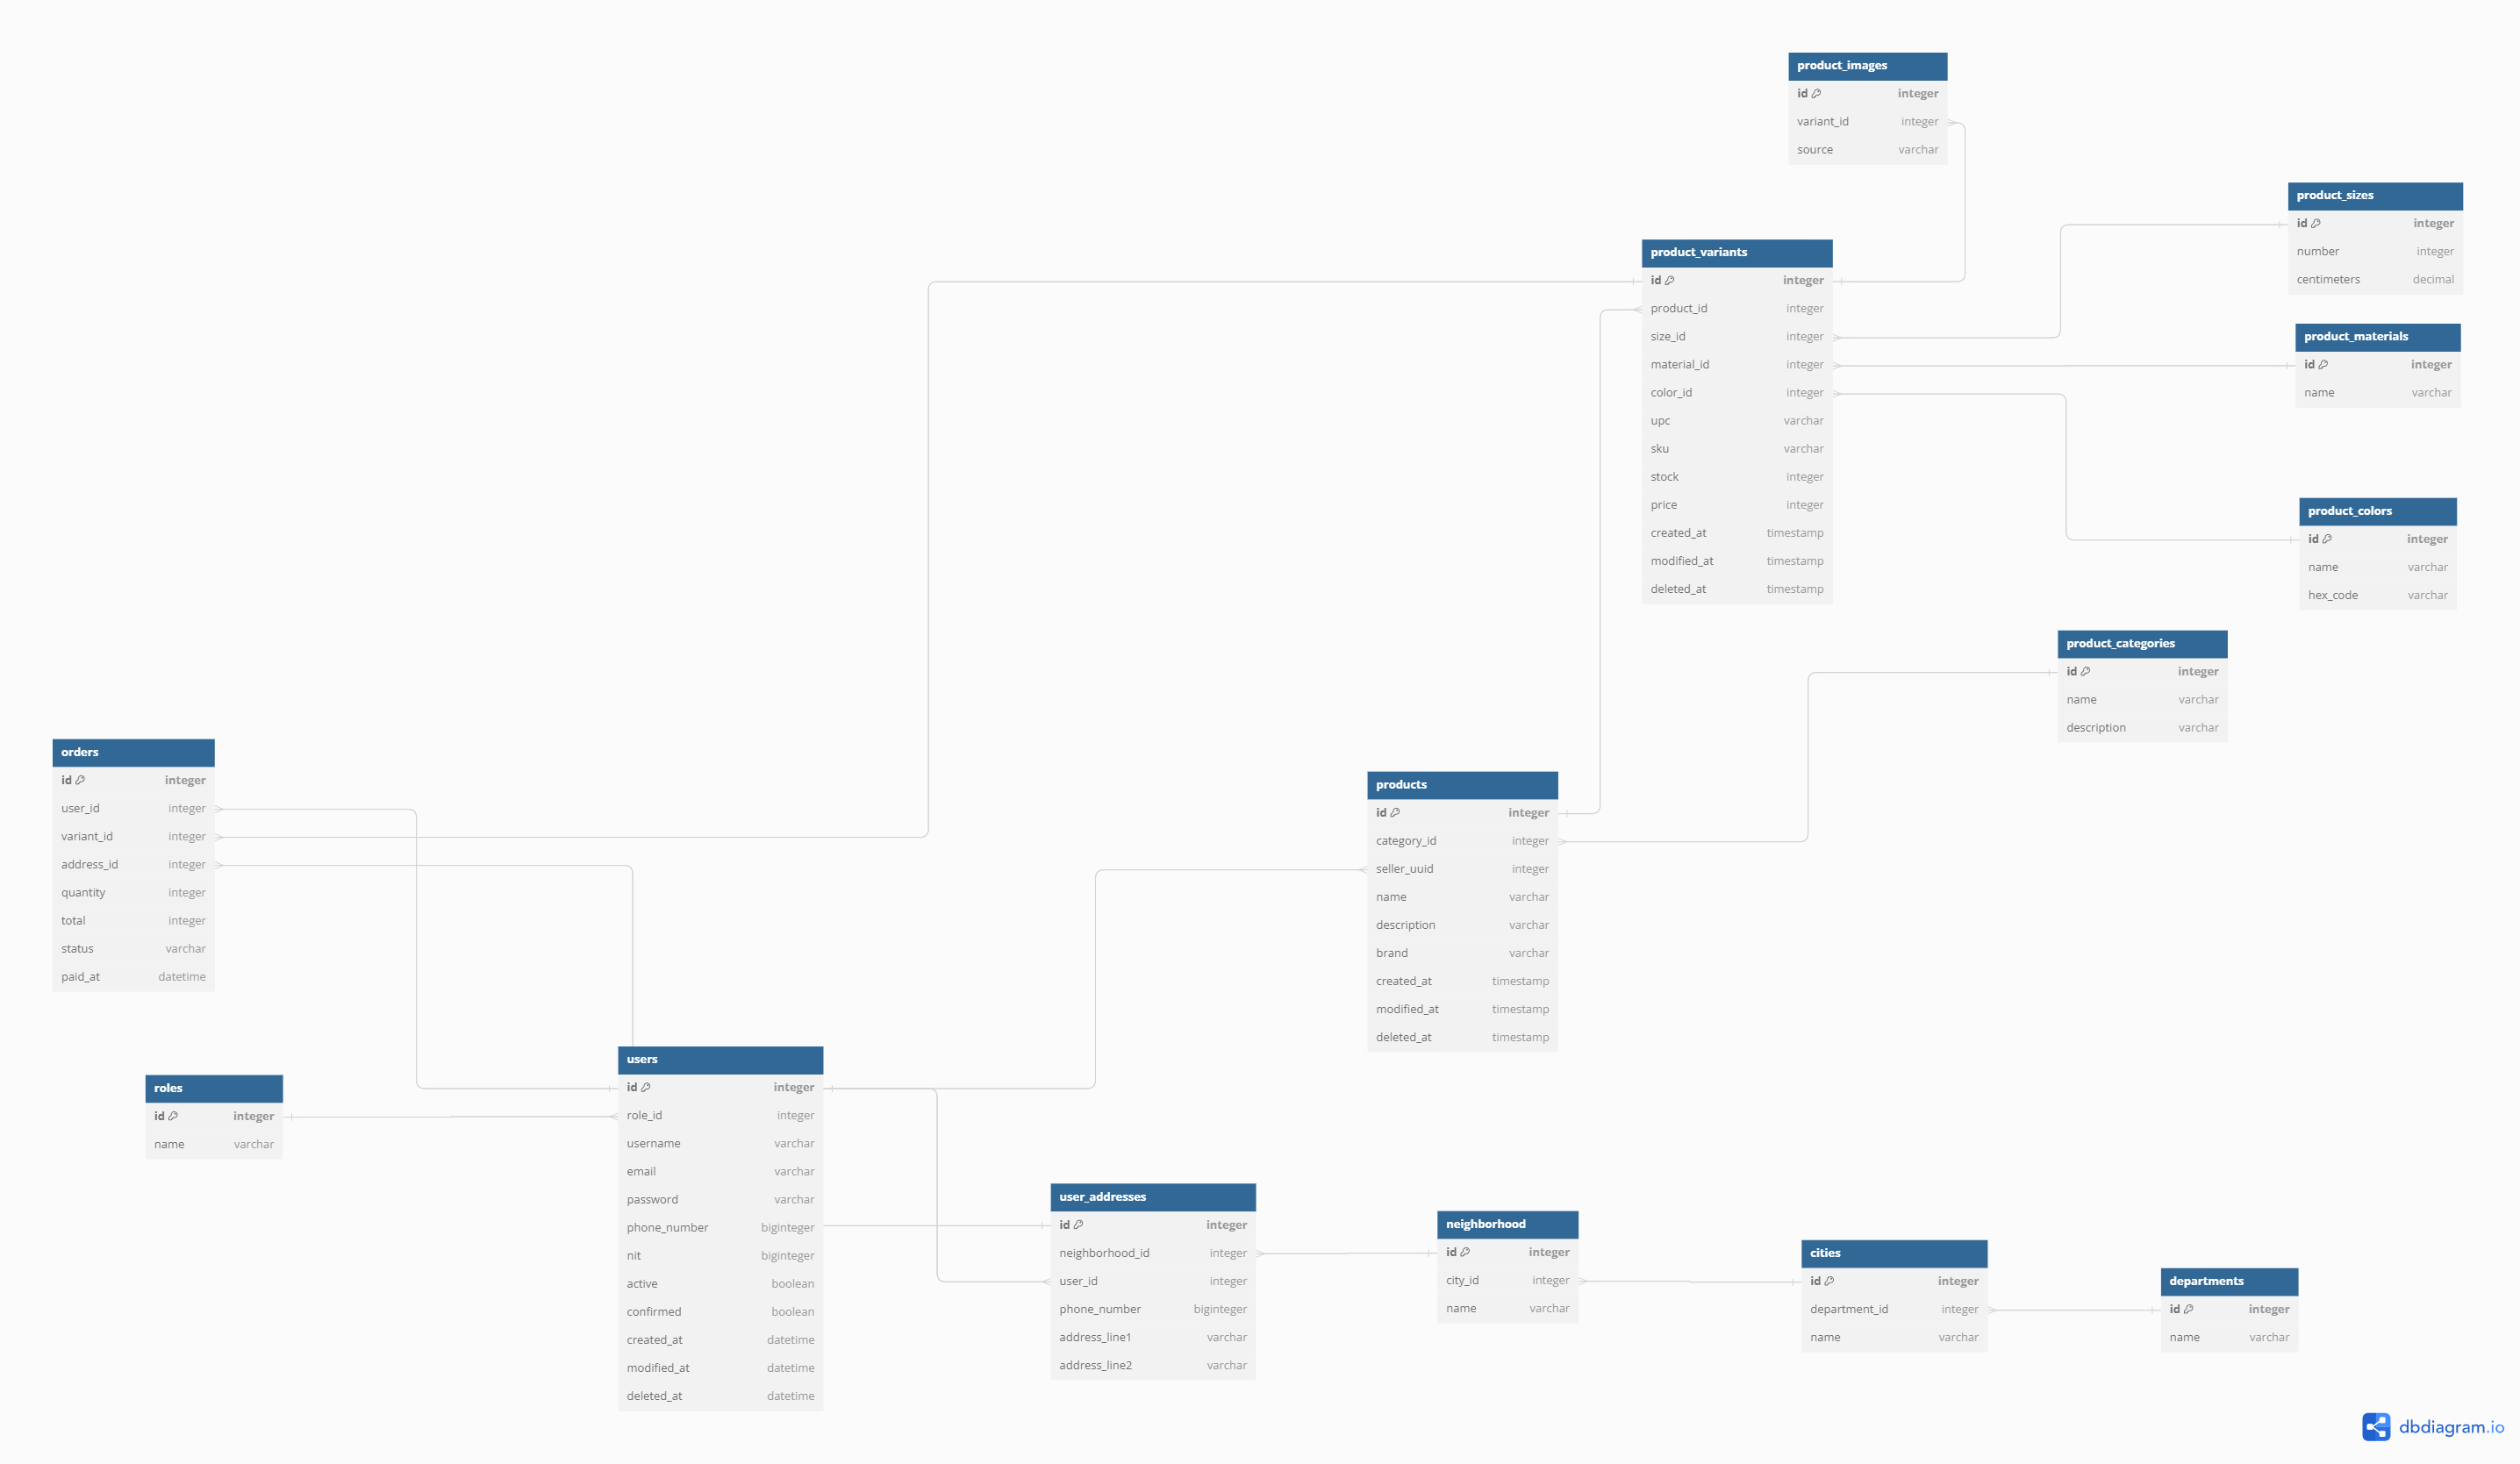 product_images
id integer
variant_id integer
source varchar
product_sizes
id integer
number integer
centimeters decimal
product_variants
id integer
product_id integer
size_id integer
material_id integer
color_id integer
upc varchar
sku varchar
stock integer
price integer
created_at timestamp
modified_at timestamp
deleted_at timestamp
product_materials
id integer
name varchar
product_colors
id integer
name varchar
hex_code varchar
product_categories
id integer
name varchar
description varchar
orders
id integer
user_id integer
variant_id integer
address_id integer
quantity integer
total integer
status varchar
paid_at datetime
products
id integer
category_id integer
seller_uuid integer
name varchar
description varchar
brand varchar
created_at timestamp
modified_at timestamp
deleted_at timestamp
roles
id integer
name varchar
users
id integer
role_id integer
username varchar
email varchar
password varchar
phone_number biginteger
nit biginteger
active boolean
confirmed boolean
created_at datetime
modified_at datetime
deleted_at datetime
user_addresses
id integer
neighborhood_id integer
user_id integer
phone_number biginteger
address_line1 varchar
address_line2 varchar
neighborhood
id integer
city_id integer
name varchar
cities
id integer
department_id integer
name varchar
departments
id integer
name varchar
dbdiagram.io